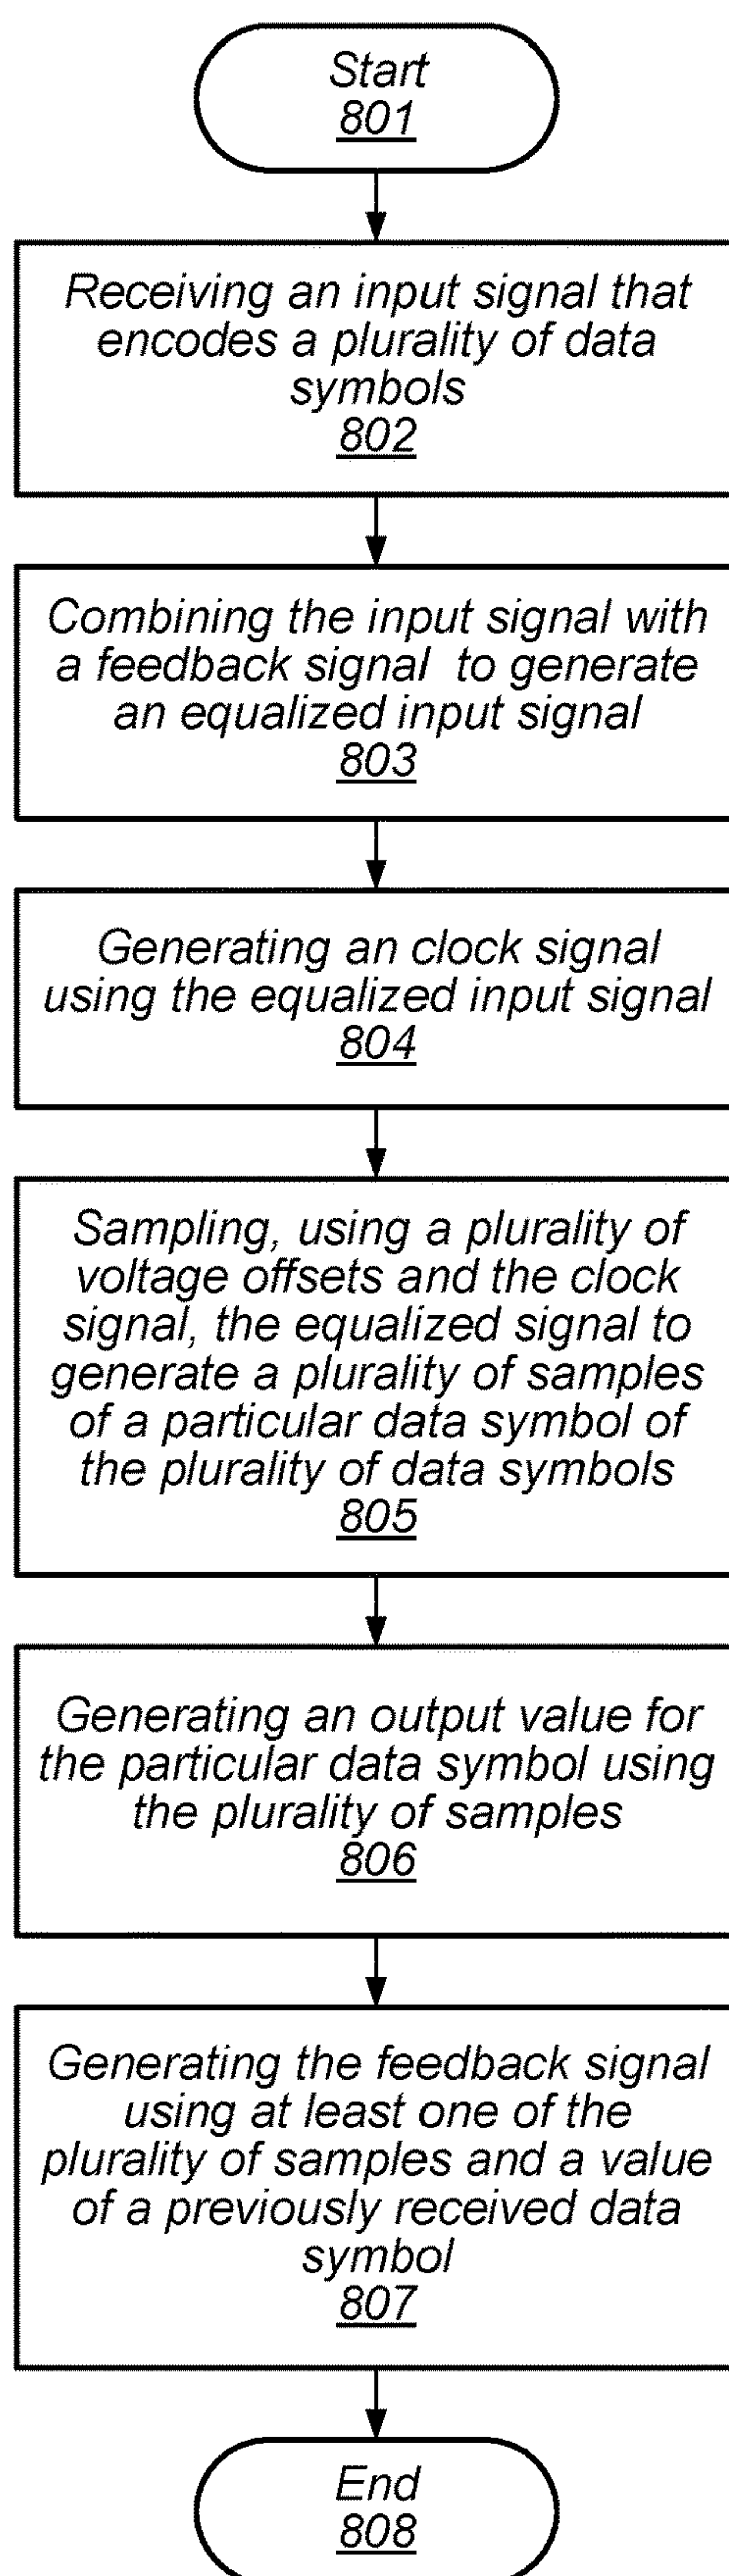 Start
801
Receiving an input signal that
encodes a plurality of data
symbols
802
Combining the input signal with
a feedback signal to generate
an equalized input signal
803
Generating an clock signal
using the equalized input signal
804
Sampling, using a plurality of
voltage offsets and the clock
signal, the equalized signal to
generate a plurality of samples
of a particular data symbol of
the plurality of data symbols
805
Generating an output value for
the particular data symbol using
the plurality of samples
806
Generating the feedback signal
using at least one of the
plurality of samples and a value
of a previously received data
symbol
807
End
808